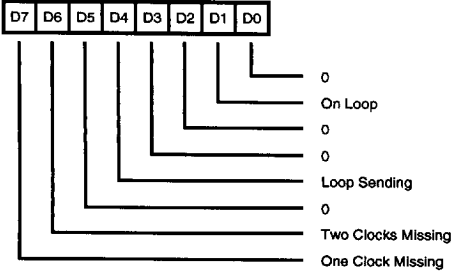 D7 D6 D5 D4 D3 D2 D1 D0
0
On Loop
0
0
Loop Sending
0
Two Clocks Missing
One Clock Missing